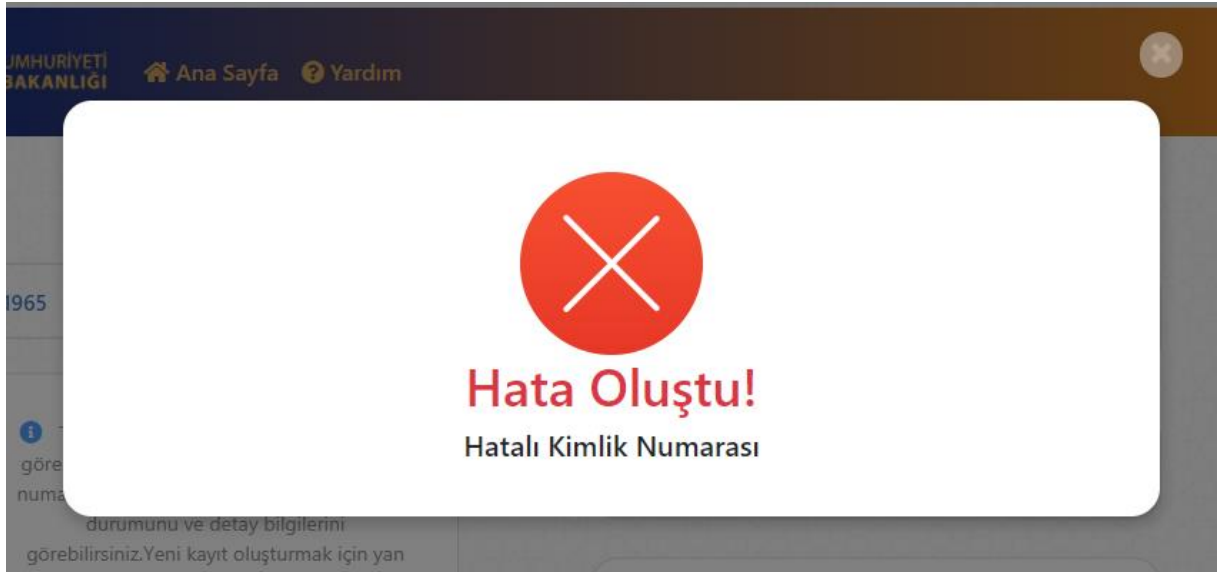 UMHURİYETİ
BAKANLIĞI
Ana Sayfa
Yardım
1965
Hata Oluştu!
Hatalı Kimlik Numarası
göre
numa
durumunu ve detay bilgilerini
görebilirsiniz.Yeni kayıt oluşturmak için yan